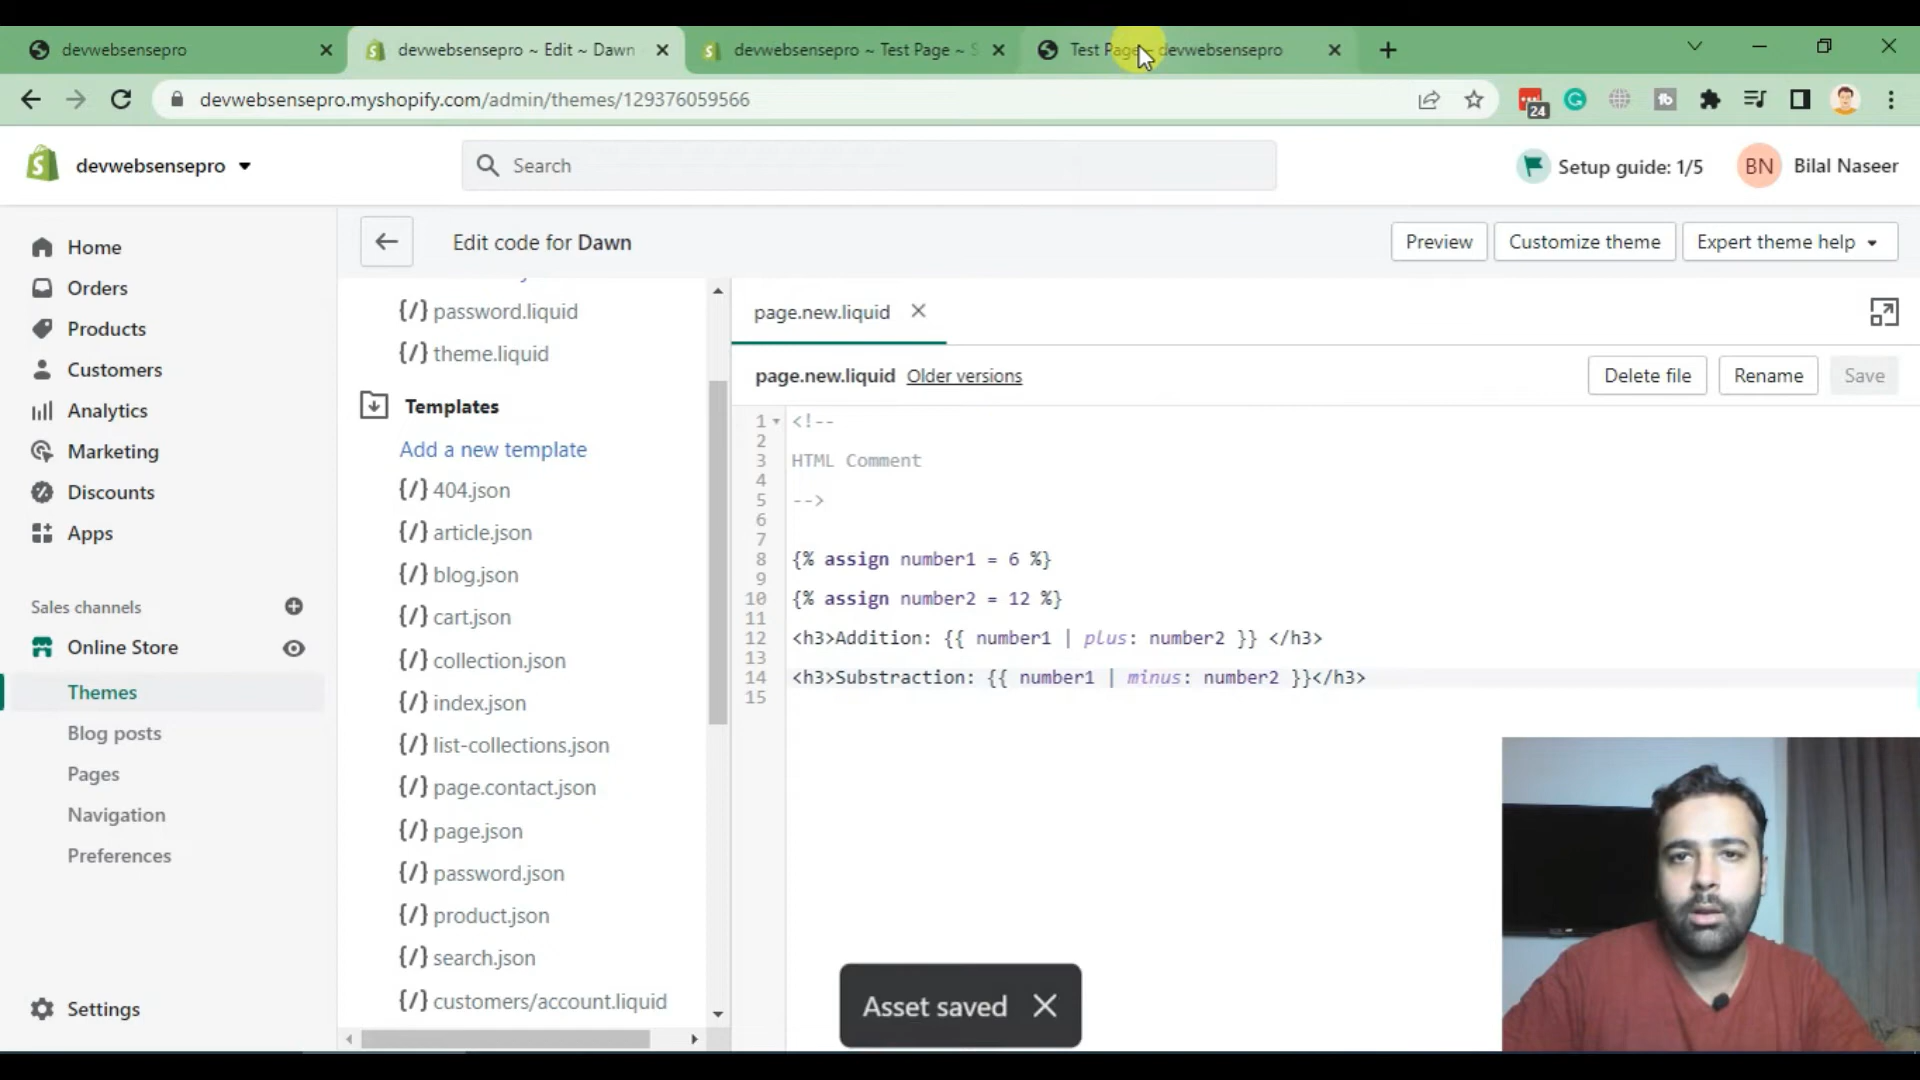 devwebsensepro
devwebsensepro ~ Edit ~ Dawn
devwebsensepro ~ Test Page ~ S
Test Page – devwebsensepro
devwebsensepro.myshopify.com/admin/themes/129376059566
24
devwebsensepro
Search
Setup guide: 1/5
BN
Bilal Naseer
Home
Orders
Products
Customers
Analytics
Marketing
Discounts
Apps
Sales channels
Online Store
Themes
Blog posts
Pages
Navigation
Preferences
Settings
Edit code for Dawn
Preview
Customize theme
Expert theme help
{/} password.liquid
{/} theme.liquid
Templates
Add a new template
{/} 404.json
{/} article.json
{/} blog.json
{/} cart.json
{/} collection.json
{/} index.json
{/} list-collections.json
{/} page.contact.json
{/} page.json
{/} password.json
{/} product.json
{/} search.json
{/} customers/account.liquid
page.new.liquid
page.new.liquid Older versions
Delete file
Rename
Save
1 <!--
2
3 HTML Comment
4
5 -->
6
7
8 {% assign number1 = 6 %}
9
10 {% assign number2 = 12 %}
11
12 <h3>Addition: {{ number1 | plus: number2 }} </h3>
13
14 <h3>Substraction: {{ number1 | minus: number2 }}</h3>
15
Asset saved